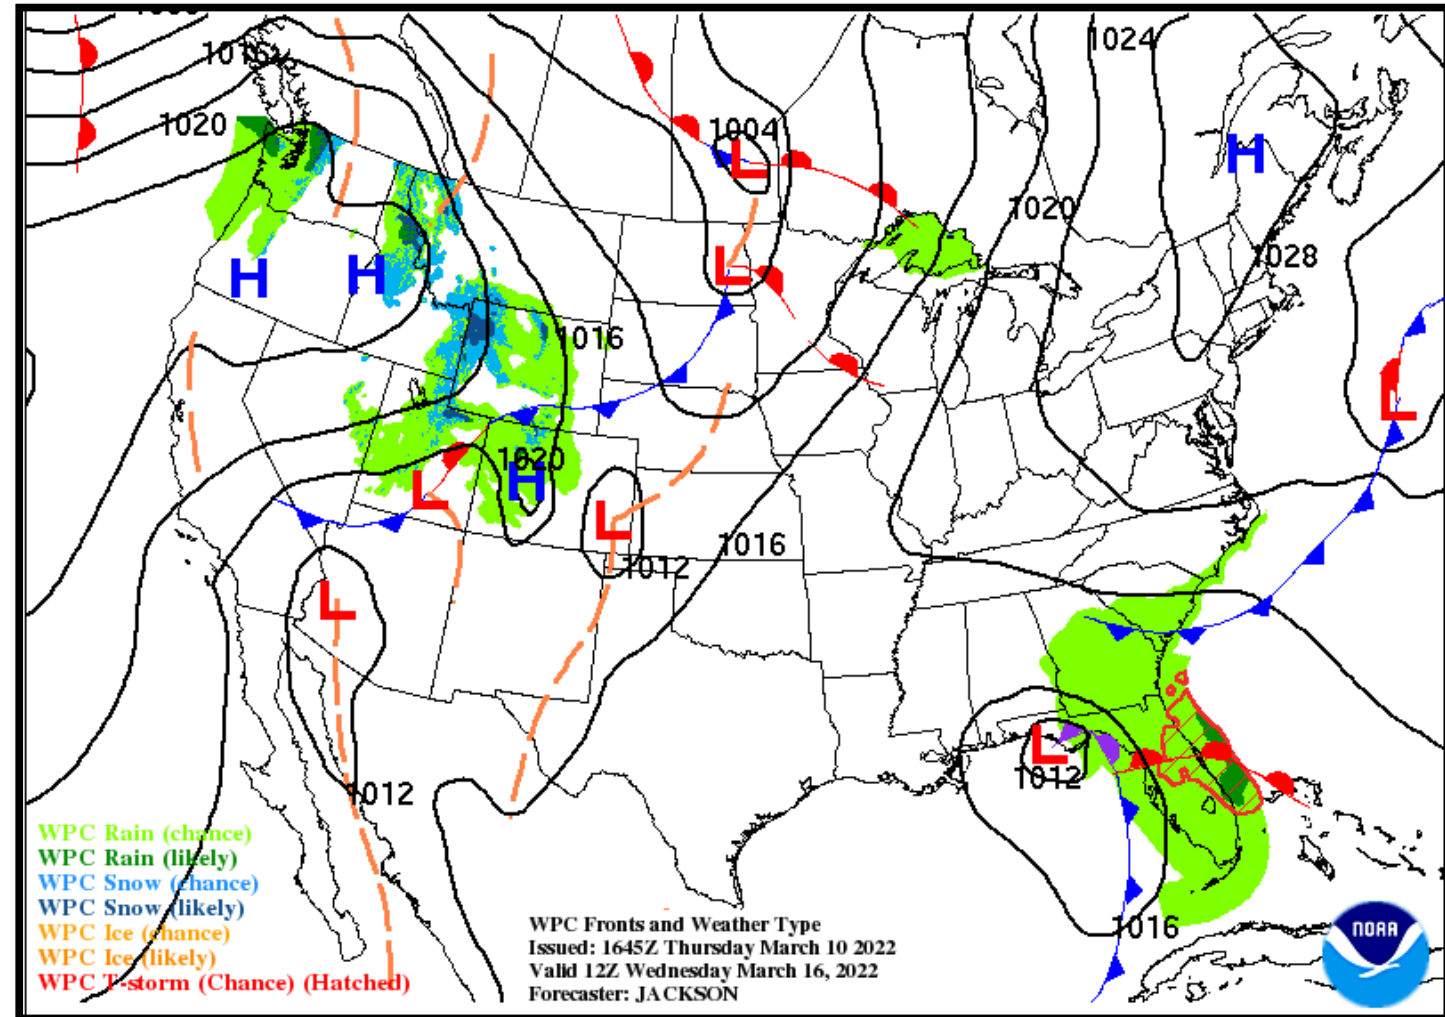 1024
1016
1020
1004
H
L
1020
H
H
1028
L
1016
L
1020
H
L
L
1016
1012
L
L
1012
1012
1016
WPC Rain (chance)
WPC Rain (likely)
WPC Snow (chance)
WPC Snow (likely)
WPC Ice (chance)
WPC Ice (likely)
WPC T-storm (Chance) (Hatched)
WPC Fronts and Weather Type
Issued: 1645Z Thursday March 10 2022
Valid 12Z Wednesday March 16, 2022
Forecaster: JACKSON
NOAA